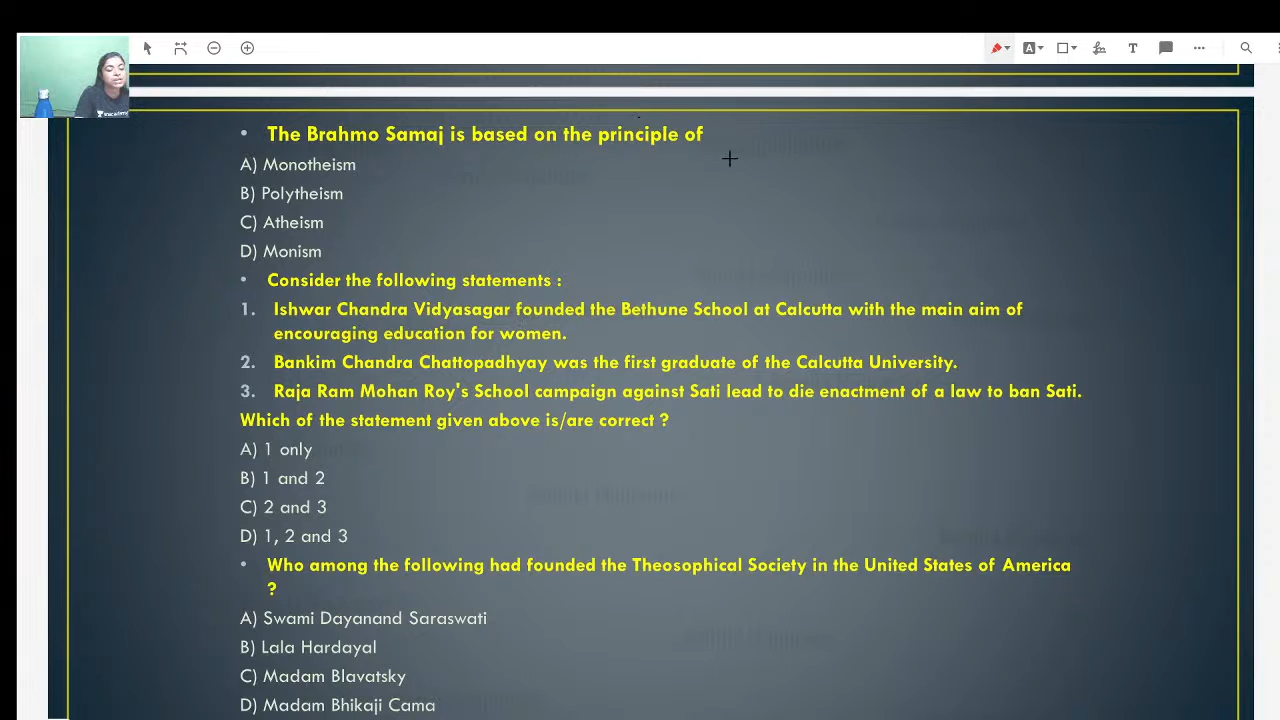 • The Brahmo Samaj is based on the principle of
A) Monotheism
B) Polytheism
C) Atheism
D) Monism
• Consider the following statements :
1. Ishwar Chandra Vidyasagar founded the Bethune School at Calcutta with the main aim of
encouraging education for women.
2. Bankim Chandra Chattopadhyay was the first graduate of the Calcutta University.
3. Raja Ram Mohan Roy's School campaign against Sati lead to die enactment of a law to ban Sati.
Which of the statement given above is/are correct ?
A) 1 only
B) 1 and 2
C) 2 and 3
D) 1, 2 and 3
• Who among the following had founded the Theosophical Society in the United States of America
?
A) Swami Dayanand Saraswati
B) Lala Hardayal
C) Madam Blavatsky
D) Madam Bhikaji Cama